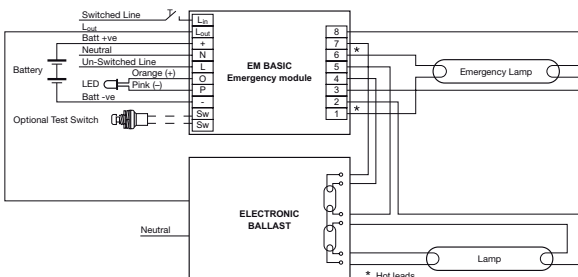 Switched Line
Lin
Lout
Lout
Batt +ve
+
Neutral
N
Un-Switched Line
L
Battery
Orange (+)
O
LED
Pink (–)
P
Batt -ve
-
Optional Test Switch
Sw
Sw
EM BASIC
Emergency module
8
7
6
*
5
4
3
2
1
*
Emergency Lamp
ELECTRONIC
BALLAST
Neutral
Lamp
* Hot leads